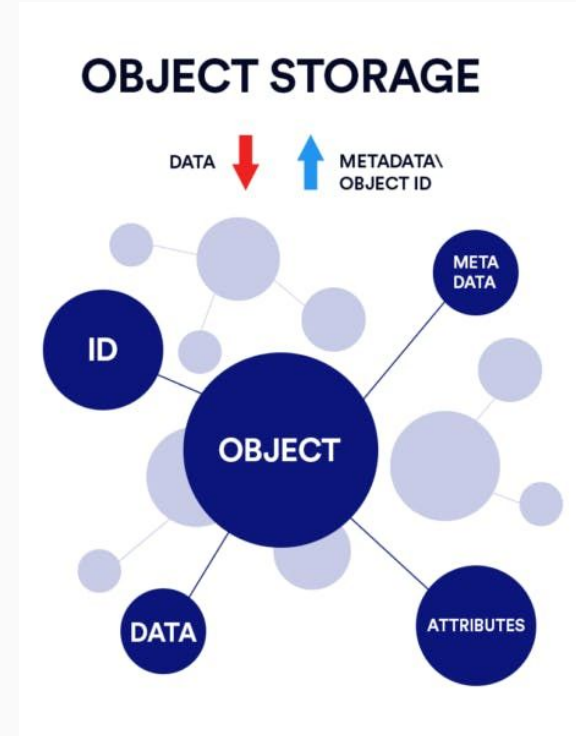 OBJECT STORAGE
DATA
METADATA\
OBJECT ID
META
DATA
ID
OBJECT
DATA
ATTRIBUTES